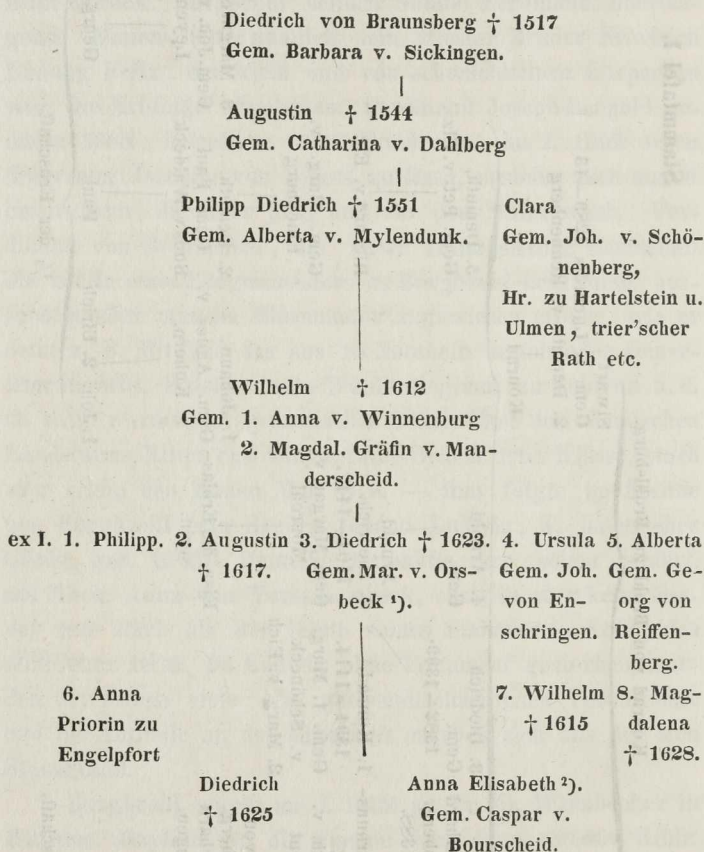 Diedrich von Braunsberg † 1517
Gem. Barbara v. Sickingen.
Augustin † 1544
Gem. Catharina v. Dahlberg
Philipp Diedrich † 1551 Clara
Gem. Alberta v. Mylendunk. Gem. Joh. v. Schö-
nenberg,
Hr. zu Hartelstein u.
Ulmen, trier'scher
Rath etc.
Wilhelm † 1612
Gem. 1. Anna v. Winnenburg
2. Magdal. Gräfin v. Man-
derscheid.
ex I. 1. Philipp. 2. Augustin 3. Diedrich † 1623. 4. Ursula 5. Alberta
† 1617. Gem. Mar. v. Ors- Gem. Joh. Gem. Ge-
beck ¹). von En- org von
schringen. Reiffen-
berg.
6. Anna 7. Wilhelm 8. Mag-
Priorin zu † 1615 dalena
Engelpfort † 1628.
Diedrich Anna Elisabeth ²).
† 1625 Gem. Caspar v.
Bourscheid.